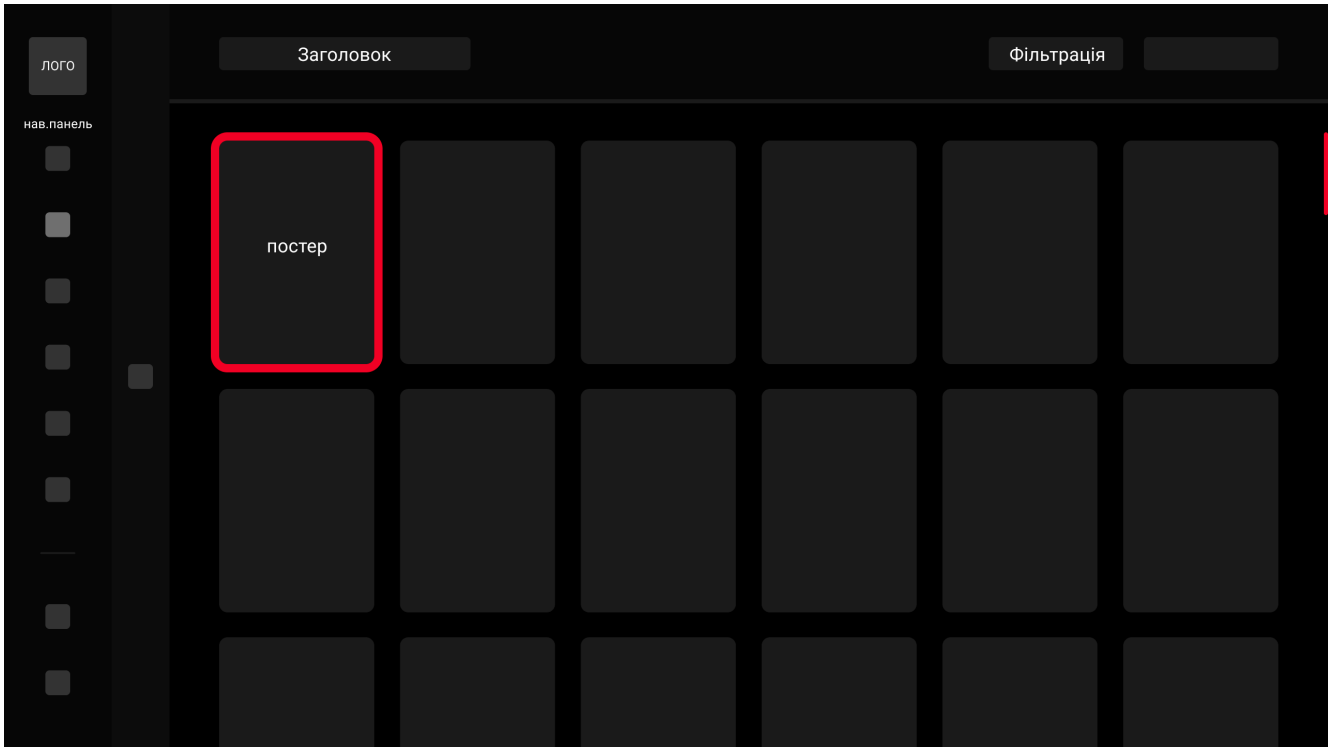 лого
нав.панель
Заголовок
Фільтрація
постер